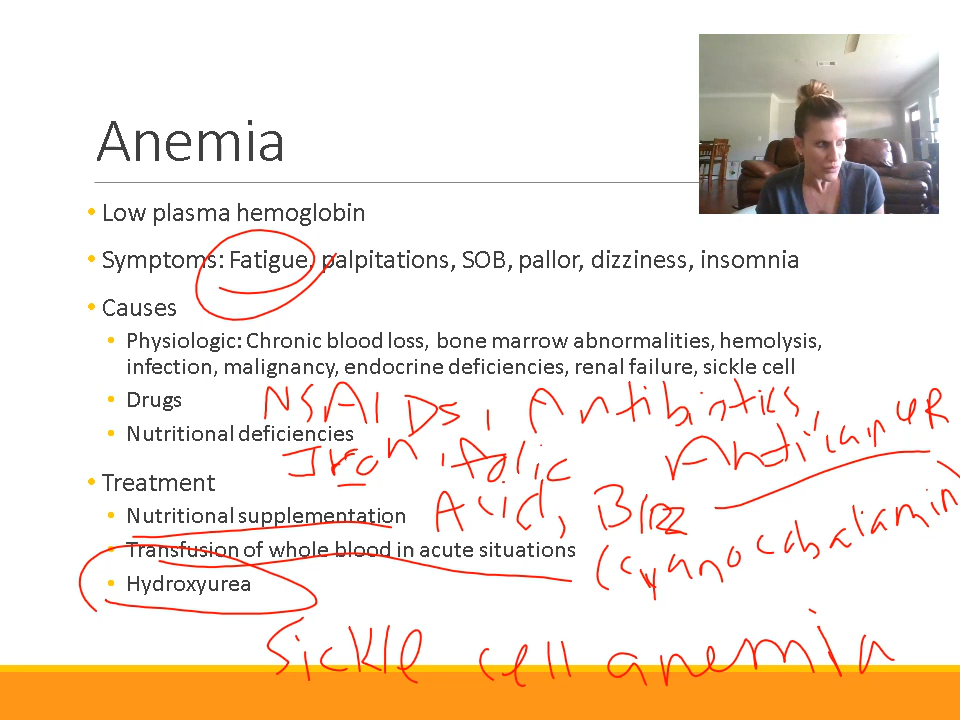 Anemia
• Low plasma hemoglobin
• Symptoms: Fatigue, palpitations, SOB, pallor, dizziness, insomnia
• Causes
• Physiologic: Chronic blood loss, bone marrow abnormalities, hemolysis,
infection, malignancy, endocrine deficiencies, renal failure, sickle cell
• Drugs
NSAIDs, Antibiotics,
Anticancer
• Nutritional deficiencies
Iron, folic
Acid, B12
(cyanocobalamin)
• Treatment
• Nutritional supplementation
• Transfusion of whole blood in acute situations
• Hydroxyurea
Sickle cell anemia